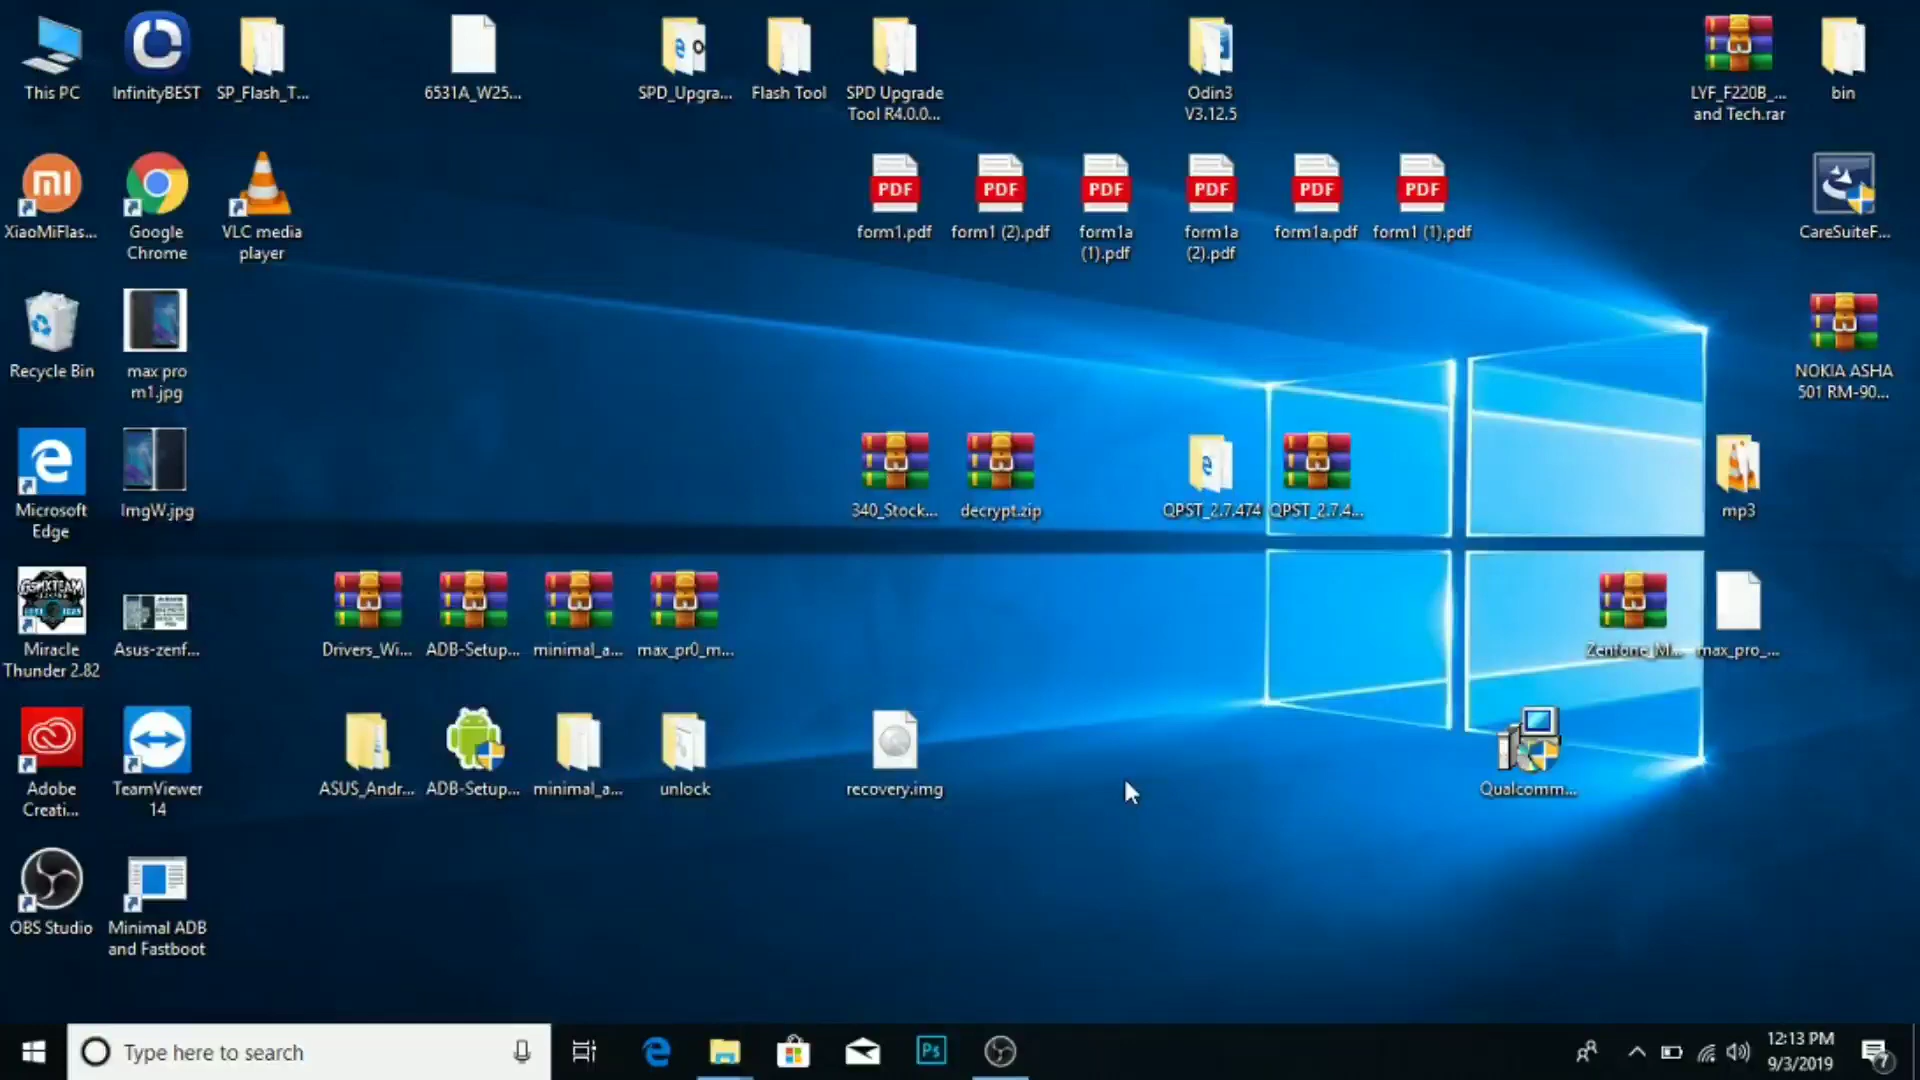 This PC
InfinityBEST
SP_Flash_T...
6531A_W25...
SPD_Upgra...
Flash Tool
SPD Upgrade
Tool R4.0.0...
Odin3
V3.12.5
LYF_F220B_...
and Tech.rar
bin
XiaoMiFlas...
Google
Chrome
VLC media
player
PDF
form1.pdf
PDF
form1 (2).pdf
PDF
form1a
(1).pdf
PDF
form1a
(2).pdf
PDF
form1a.pdf
PDF
form1 (1).pdf
CareSuiteF...
Recycle Bin
max pro
m1.jpg
NOKIA ASHA
501 RM-90...
Microsoft
Edge
ImgW.jpg
340_Stock...
decrypt.zip
QPST_2.7.474
QPST_2.7.4...
mp3
Miracle
Thunder 2.82
Asus-zenf...
Drivers_Wi...
ADB-Setup...
minimal_a...
max_pr0_m...
Zenfone_M...
max_pro_...
Adobe
Creati...
TeamViewer
14
ASUS_Andr...
ADB-Setup...
minimal_a...
unlock
recovery.img
Qualcomm...
OBS Studio
Minimal ADB
and Fastboot
Type here to search
Ps
12:13 PM
9/3/2019
7